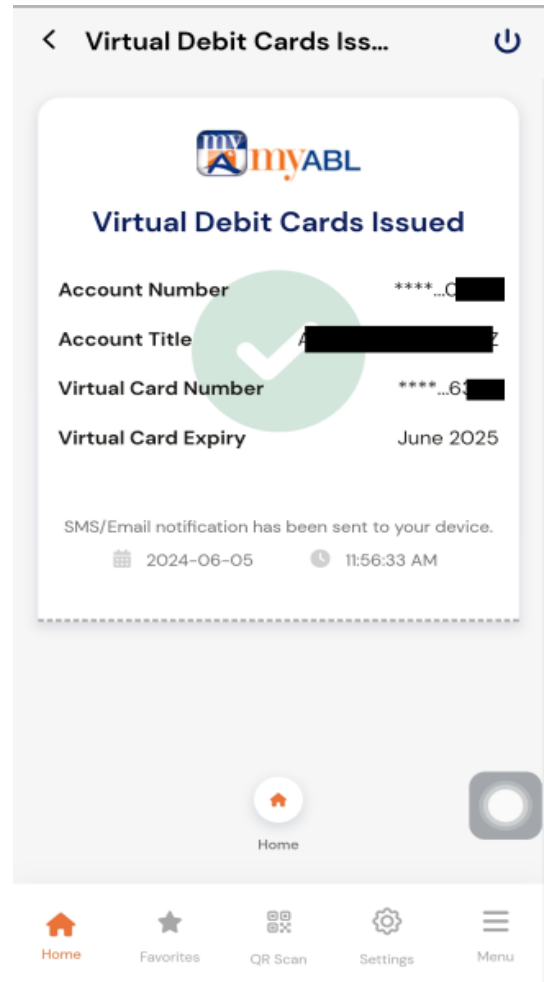 Virtual Debit Cards Iss...
my myABL
Virtual Debit Cards Issued
Account Number ****...
Account Title
Virtual Card Number ****...6
Virtual Card Expiry June 2025
SMS/Email notification has been sent to your device.
2024-06-05 11:56:33 AM
Home
Home Favorites QR Scan Settings Menu